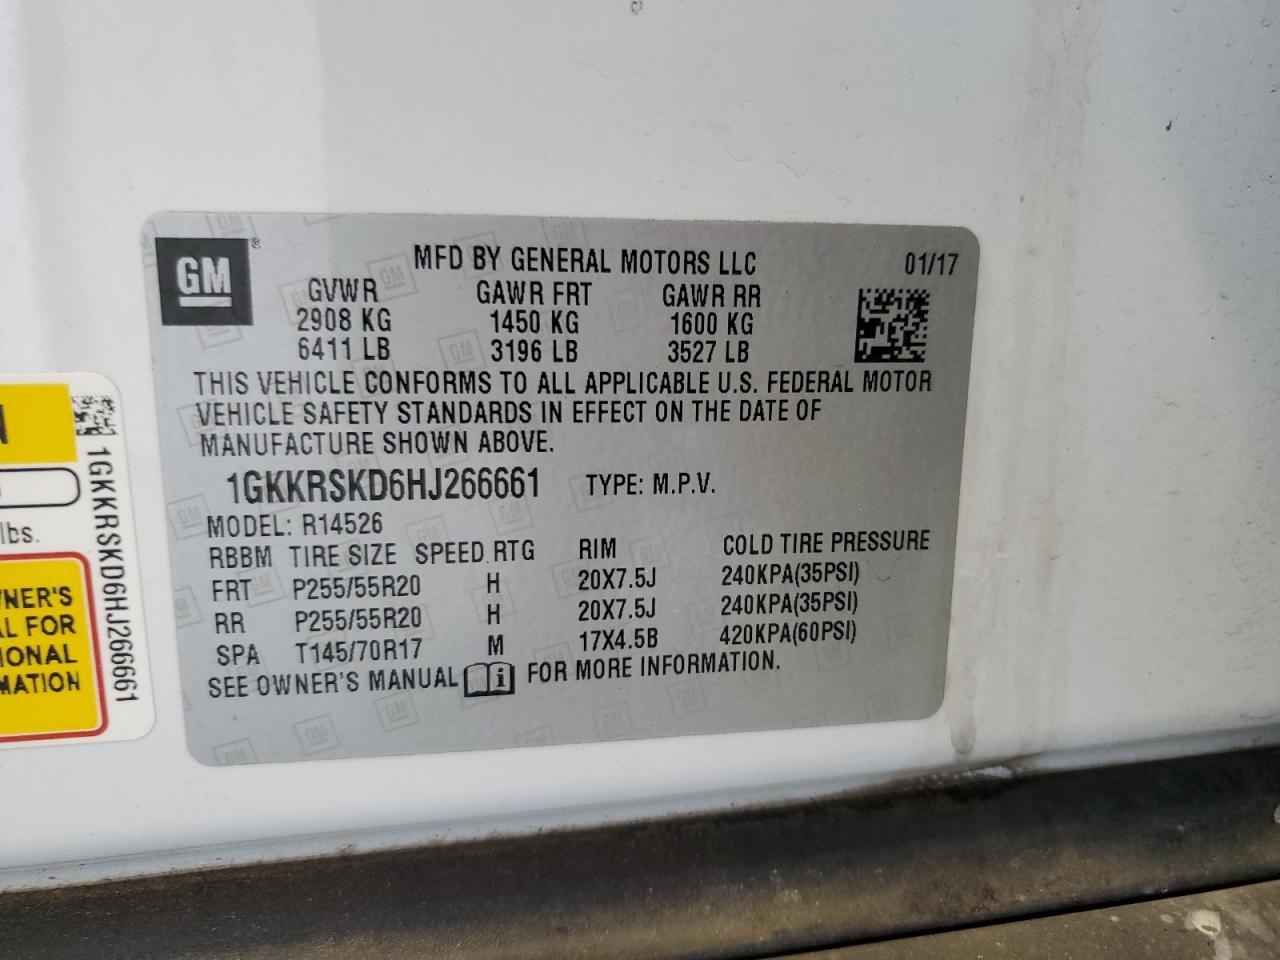 GM ®
MFD BY GENERAL MOTORS LLC 01/17
GVWR GAWR FRT GAWR RR
2908 KG 1450 KG 1600 KG
6411 LB 3196 LB 3527 LB
THIS VEHICLE CONFORMS TO ALL APPLICABLE U.S. FEDERAL MOTOR
VEHICLE SAFETY STANDARDS IN EFFECT ON THE DATE OF
MANUFACTURE SHOWN ABOVE.
1GKKRSKD6HJ266661 TYPE: M.P.V.
MODEL: R14526
RBBM TIRE SIZE SPEED RTG RIM COLD TIRE PRESSURE
FRT P255/55R20 H 20X7.5J 240KPA(35PSI)
RR P255/55R20 H 20X7.5J 240KPA(35PSI)
SPA T145/70R17 M 17X4.5B 420KPA(60PSI)
SEE OWNER'S MANUAL i FOR MORE INFORMATION.
1GKKRSKD6HJ266661
lbs.
NER'S
L FOR
IONAL
MATION